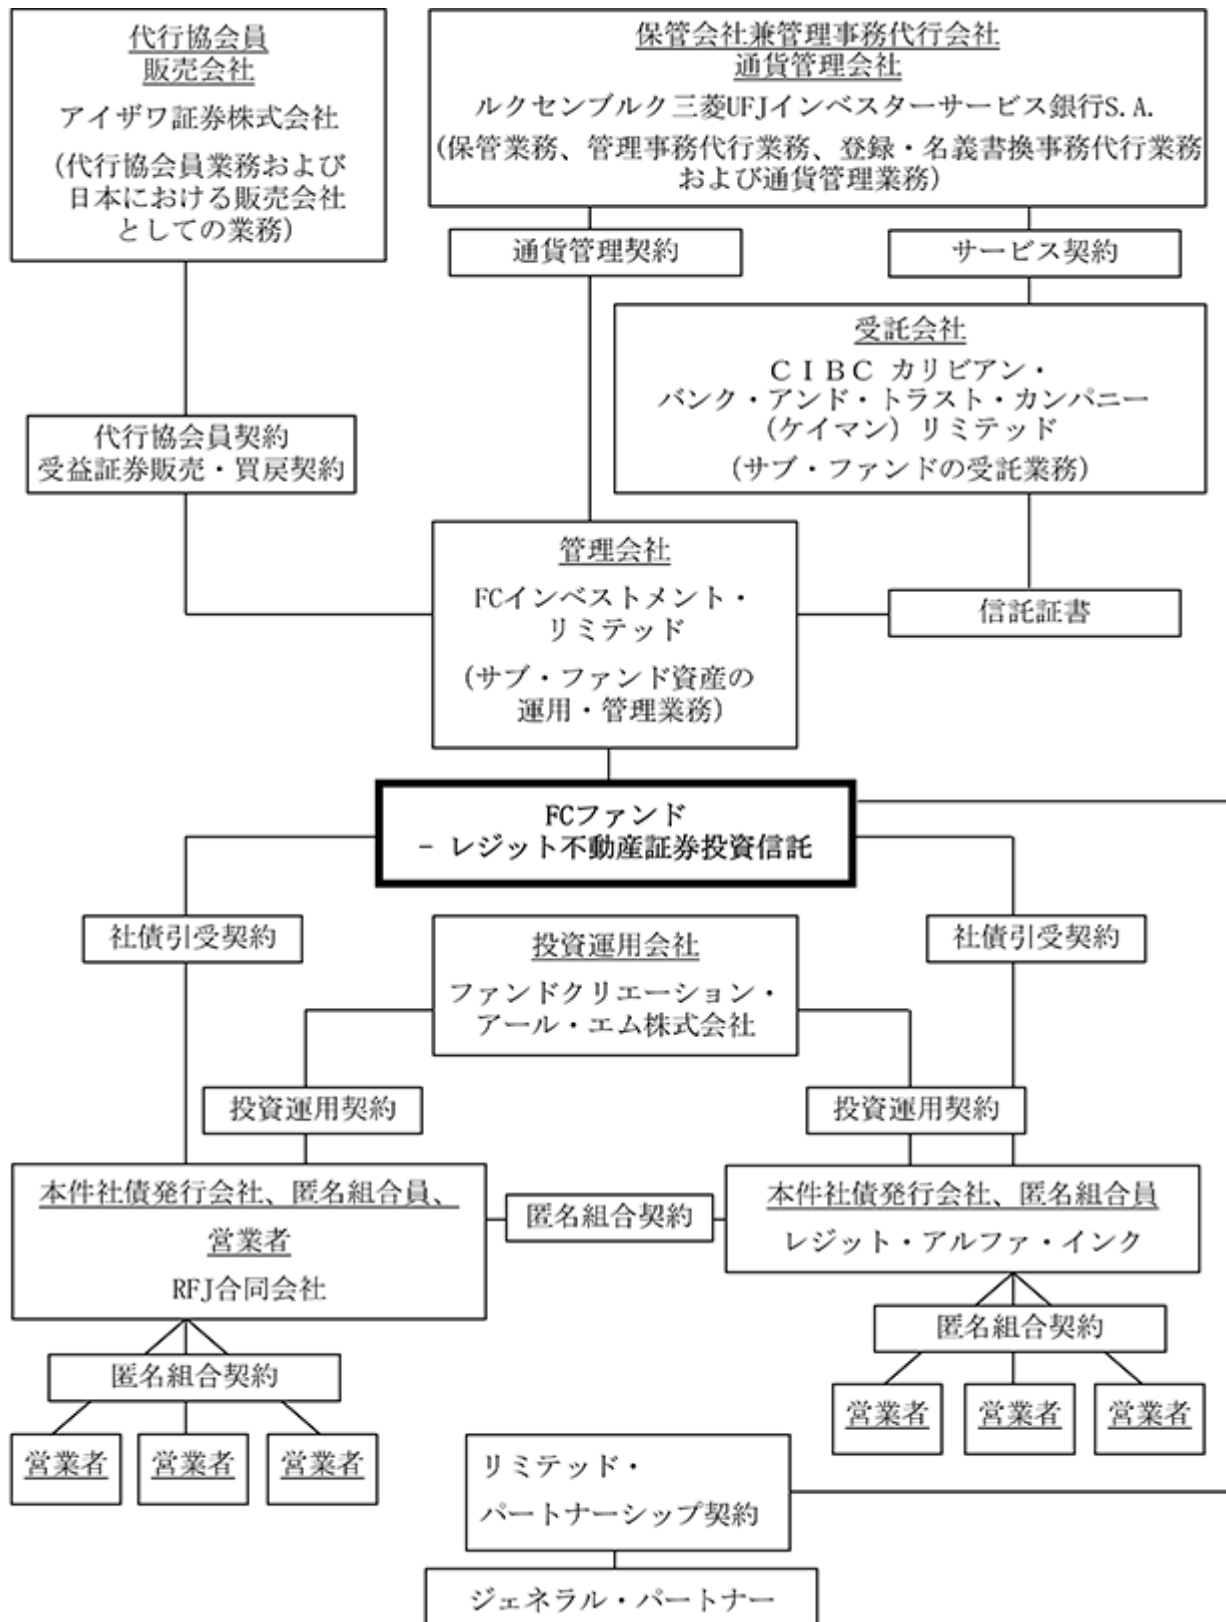 代行協会員
販売会社
アイザワ証券株式会社
(代行協会員業務および
日本における販売会社
としての業務)
保管会社兼管理事務代行会社
通貨管理会社
ルクセンブルク三菱UFJインベスターサービス銀行S.A.
(保管業務、管理事務代行業務、登録・名義書換事務代行業務
および通貨管理業務)
通貨管理契約
サービス契約
受託会社
ＣＩＢＣ カリビアン・
バンク・アンド・トラスト・カンパニー
(ケイマン) リミテッド
(サブ・ファンドの受託業務)
代行協会員契約
受益証券販売・買戻契約
管理会社
FCインベストメント・
リミテッド
(サブ・ファンド資産の
運用・管理業務)
信託証書
FCファンド
－ レジット不動産証券投資信託
社債引受契約
投資運用会社
ファンドクリエーション・
アール・エム株式会社
社債引受契約
投資運用契約
投資運用契約
本件社債発行会社、匿名組合員、
営業者
RFJ合同会社
匿名組合契約
本件社債発行会社、匿名組合員
レジット・アルファ・インク
匿名組合契約
営業者
営業者
営業者
匿名組合契約
営業者
営業者
営業者
リミテッド・
パートナーシップ契約
ジェネラル・パートナー